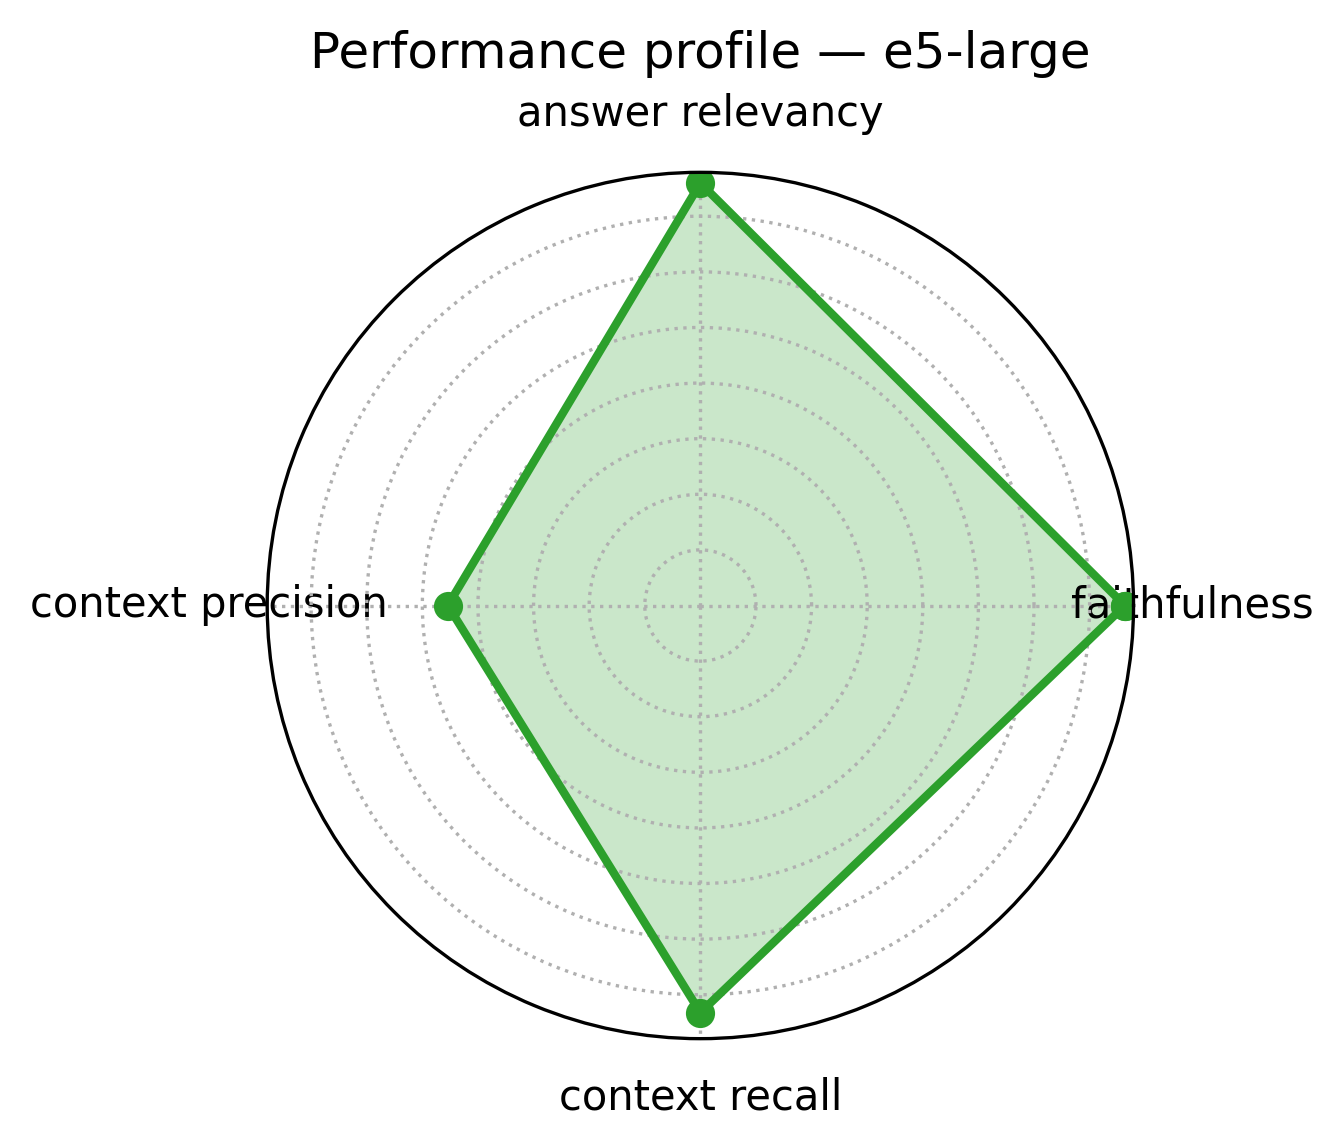 Performance profile — e5-large
answer relevancy
context precision
faithfulness
context recall